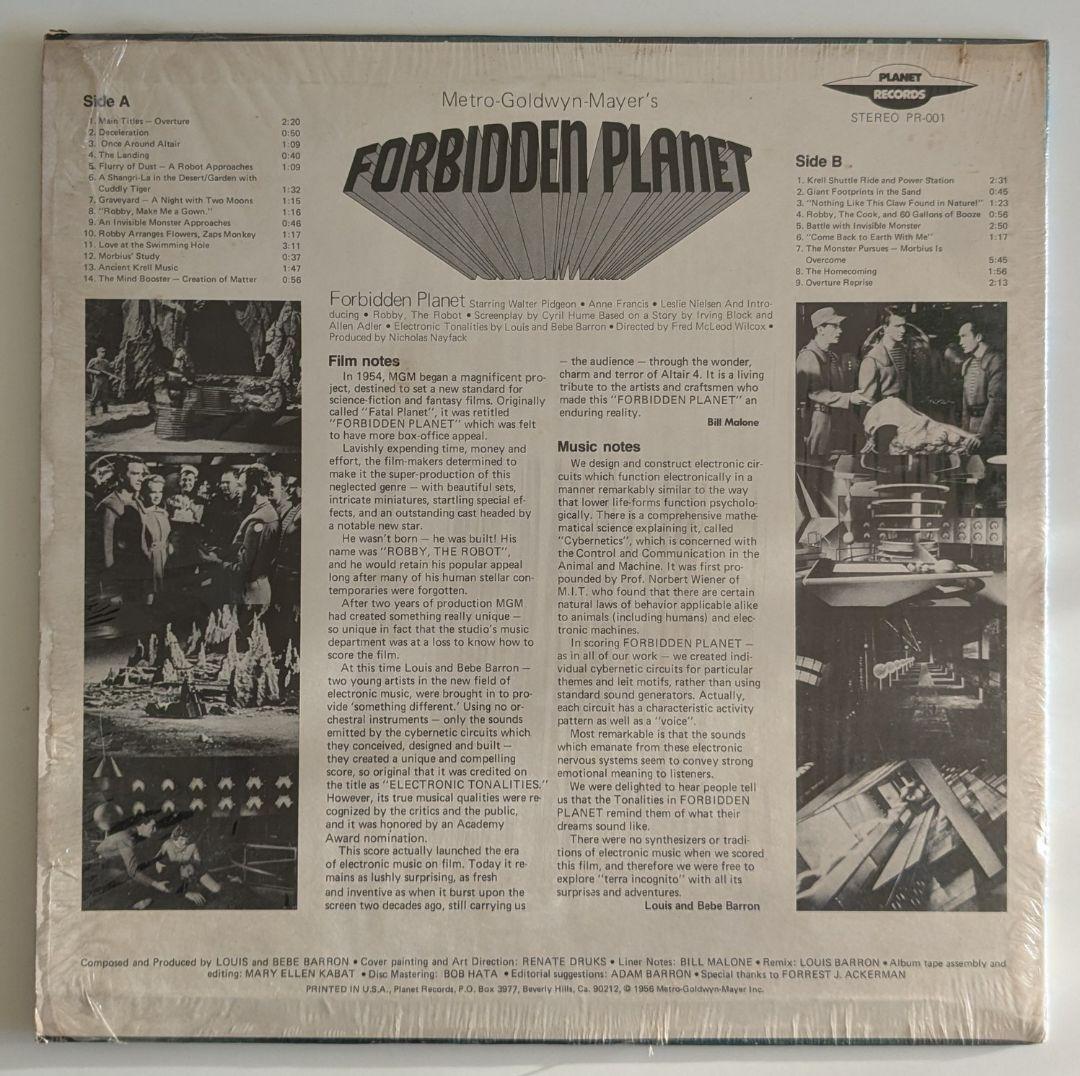 Side A
1. Main Titles — Overture 2:20
2. Deceleration 0:50
3. Once Around Altair 1:09
4. The Landing 0:40
5. Flurry of Dust — A Robot Approaches 1:09
6. A Shangri-La in the Desert/Garden with
Cuddly Tiger 1:32
7. Graveyard — A Night with Two Moons 1:15
8. "Robby, Make Me a Gown." 1:16
9. An Invisible Monster Approaches 0:46
10. Robby Arranges Flowers, Zaps Monkey 1:17
11. Love at the Swimming Hole 3:11
12. Morbius' Study 0:37
13. Ancient Krell Music 1:47
14. The Mind Booster — Creation of Matter 0:56
Metro-Goldwyn-Mayer's
FORBIDDEN PLANET
PLANET
RECORDS
STEREO PR-001
Side B
1. Krell Shuttle Ride and Power Station 2:31
2. Giant Footprints in the Sand 0:45
3. "Nothing Like This Claw Found in Nature!" 1:23
4. Robby, The Cook, and 60 Gallons of Booze 0:56
5. Battle with Invisible Monster 2:50
6. "Come Back to Earth With Me" 1:17
7. The Monster Pursues — Morbius Is
Overcome 5:45
8. The Homecoming 1:56
9. Overture Reprise 2:13
Forbidden Planet Starring Walter Pidgeon • Anne Francis • Leslie Nielsen And Intro-
ducing • Robby, The Robot • Screenplay by Cyril Hume Based on a Story by Irving Block and
Allen Adler • Electronic Tonalities by Louis and Bebe Barron • Directed by Fred McLeod Wilcox •
Produced by Nicholas Nayfack
Film notes
In 1954, MGM began a magnificent pro-
ject, destined to set a new standard for
science-fiction and fantasy films. Originally
called "Fatal Planet", it was retitled
"FORBIDDEN PLANET" which was felt
to have more box-office appeal.
Lavishly expending time, money and
effort, the film-makers determined to
make it the super-production of this
neglected genre — with beautiful sets,
intricate miniatures, startling special ef-
fects, and an outstanding cast headed by
a notable new star.
He wasn't born — he was built! His
name was "ROBBY, THE ROBOT",
and he would retain his popular appeal
long after many of his human stellar con-
temporaries were forgotten.
After two years of production MGM
had created something really unique —
so unique in fact that the studio's music
department was at a loss to know how to
score the film.
At this time Louis and Bebe Barron —
two young artists in the new field of
electronic music, were brought in to pro-
vide 'something different.' Using no or-
chestral instruments — only the sounds
emitted by the cybernetic circuits which
they conceived, designed and built —
they created a unique and compelling
score, so original that it was credited on
the title as "ELECTRONIC TONALITIES."
However, its true musical qualities were re-
cognized by the critics and the public,
and it was honored by an Academy
Award nomination.
This score actually launched the era
of electronic music on film. Today it re-
mains as lushly surprising, as fresh
and inventive as when it burst upon the
screen two decades ago, still carrying us
— the audience — through the wonder,
charm and terror of Altair 4. It is a living
tribute to the artists and craftsmen who
made this "FORBIDDEN PLANET" an
enduring reality.
Bill Malone
Music notes
We design and construct electronic cir-
cuits which function electronically in a
manner remarkably similar to the way
that lower life-forms function psycholo-
gically. There is a comprehensive mathe-
matical science explaining it, called
"Cybernetics", which is concerned with
the Control and Communication in the
Animal and Machine. It was first pro-
pounded by Prof. Norbert Wiener of
M.I.T. who found that there are certain
natural laws of behavior applicable alike
to animals (including humans) and elec-
tronic machines.
In scoring FORBIDDEN PLANET —
as in all of our work — we created indi-
vidual cybernetic circuits for particular
themes and leit motifs, rather than using
standard sound generators. Actually,
each circuit has a characteristic activity
pattern as well as a "voice".
Most remarkable is that the sounds
which emanate from these electronic
nervous systems seem to convey strong
emotional meaning to listeners.
We were delighted to hear people tell
us that the Tonalities in FORBIDDEN
PLANET remind them of what their
dreams sound like.
There were no synthesizers or tradi-
tions of electronic music when we scored
this film, and therefore we were free to
explore "terra incognito" with all its
surprises and adventures.
Louis and Bebe Barron
Composed and Produced by LOUIS and BEBE BARRON • Cover painting and Art Direction: RENATE DRUKS • Liner Notes: BILL MALONE • Remix: LOUIS BARRON • Album tape assembly and
editing: MARY ELLEN KABAT • Disc Mastering: BOB HATA • Editorial suggestions: ADAM BARRON • Special thanks to FORREST J. ACKERMAN
PRINTED IN U.S.A., Planet Records, P.O. Box 3977, Beverly Hills, Ca. 90212, © 1956 Metro-Goldwyn-Mayer Inc.